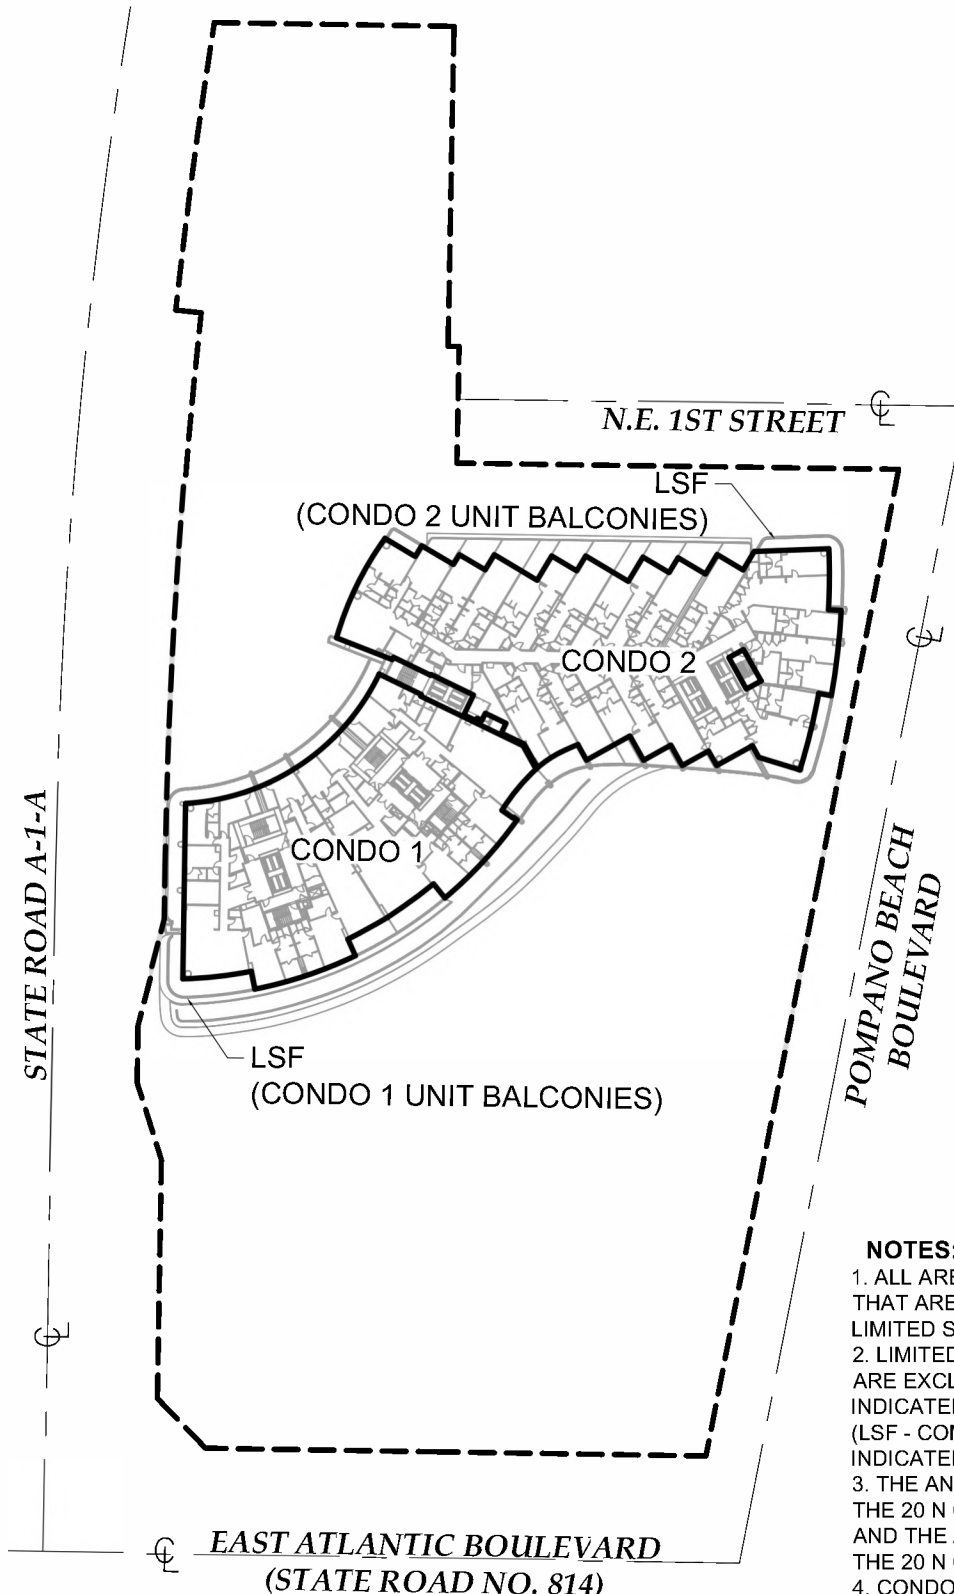 N.E. 1ST STREET
LSF
(CONDO 2 UNIT BALCONIES)
CONDO 2
CONDO 1
STATE ROAD A-1-A
POMPANO BEACH
BOULEVARD
LSF
(CONDO 1 UNIT BALCONIES)
NOTES:
1. ALL ARE
THAT ARE
LIMITED S
2. LIMITED
ARE EXCL
INDICATE
(LSF - CO
INDICATE
3. THE AN
THE 20 N
AND THE
THE 20 N
4. CONDO
EAST ATLANTIC BOULEVARD
(STATE ROAD NO. 814)